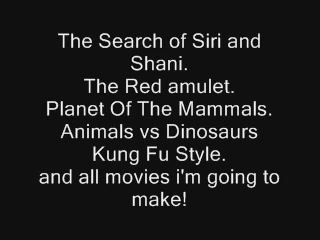 The Search of Siri and
Shani.
The Red amulet.
Planet Of The Mammals.
Animals vs Dinosaurs
Kung Fu Style.
and all movies i'm going to
make!